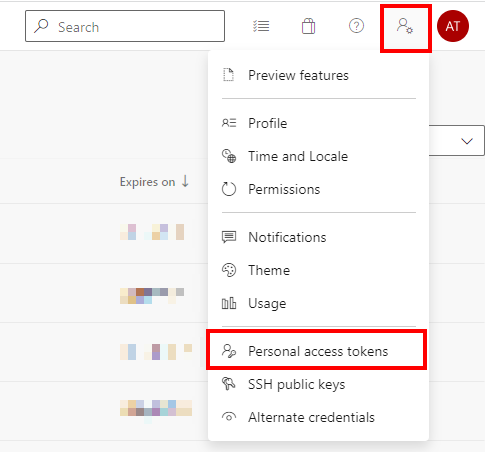 Search
AT
Preview features
Profile
Time and Locale
Expires on ↓
Permissions
Notifications
Theme
Usage
Personal access tokens
SSH public keys
Alternate credentials